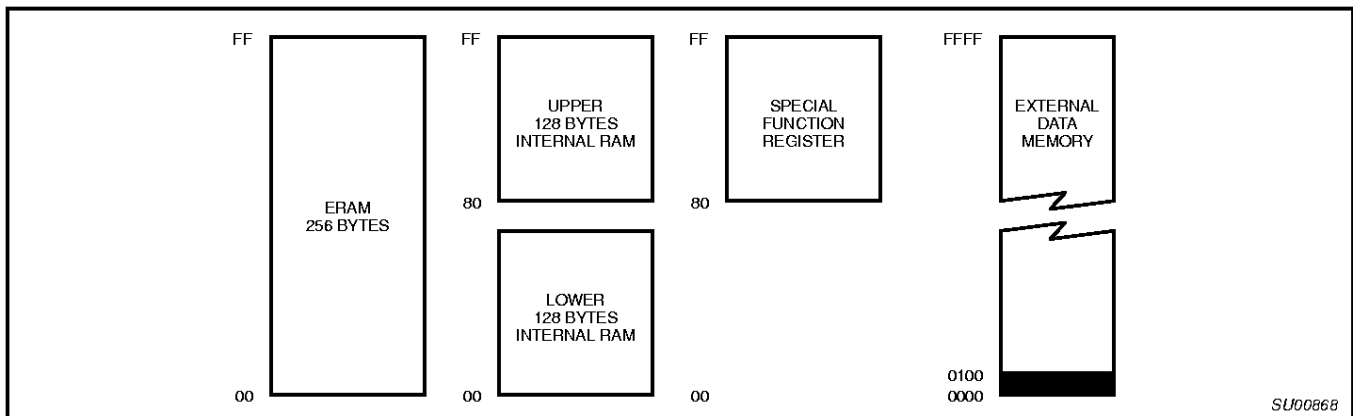 FF
ERAM
256 BYTES
00
FF
UPPER
128 BYTES
INTERNAL RAM
80
LOWER
128 BYTES
INTERNAL RAM
00
FF
SPECIAL
FUNCTION
REGISTER
80
00
FFFF
EXTERNAL
DATA
MEMORY
0100
0000
SU00868